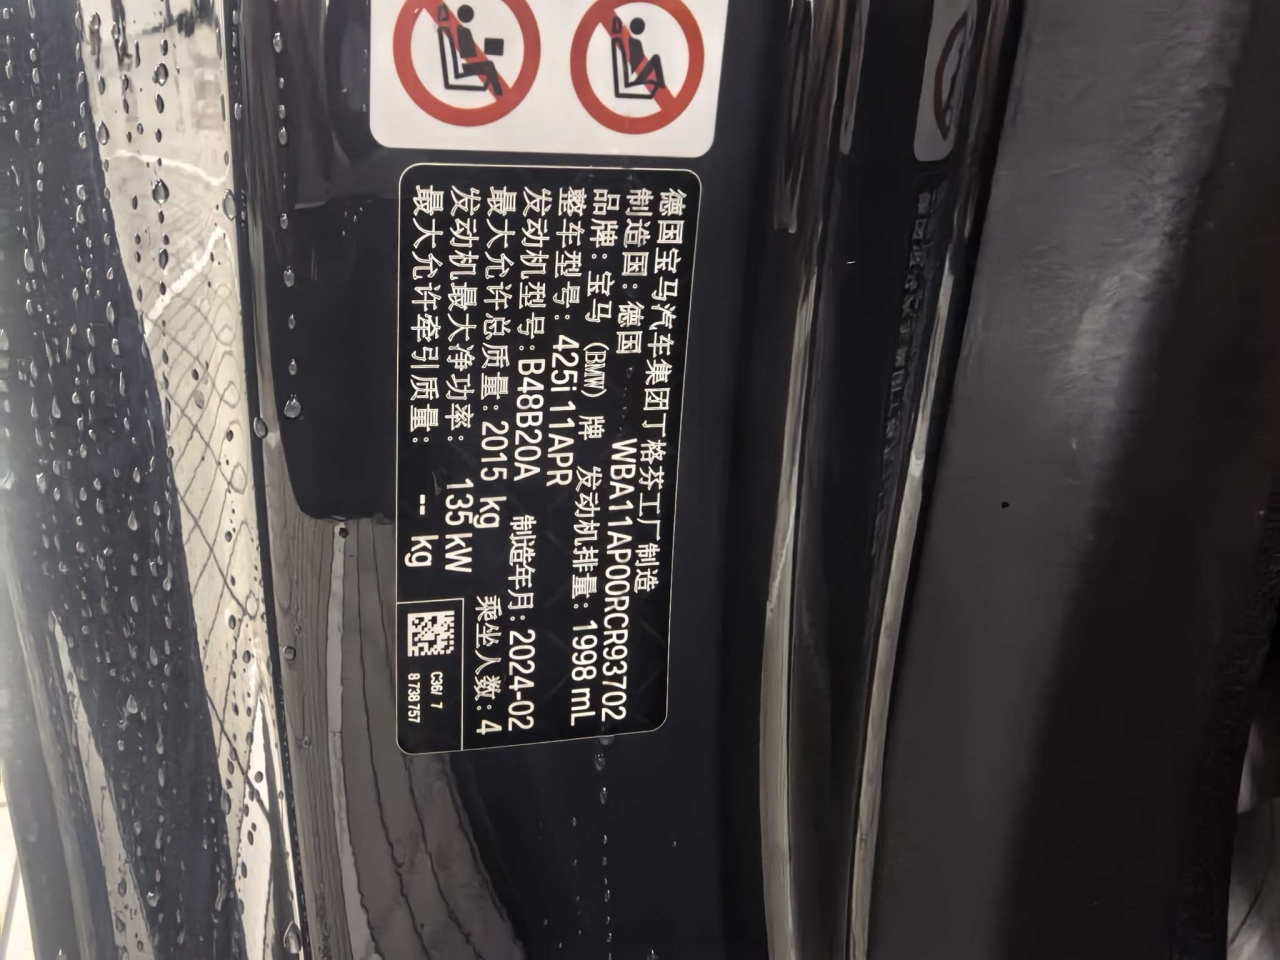 德国宝马汽车集团丁格芬工厂制造
制造国：德国 WBA11AP00RCR93702
品牌：宝马（BMW）牌 发动机排量：1998 mL
整车型号：425i 11APR
发动机型号：B48B20A 制造年月：2024-02
最大允许总质量：2015 kg 乘坐人数：4
发动机最大净功率：135 kW
最大允许牵引质量： -- kg
C36/ 7
8 738 757